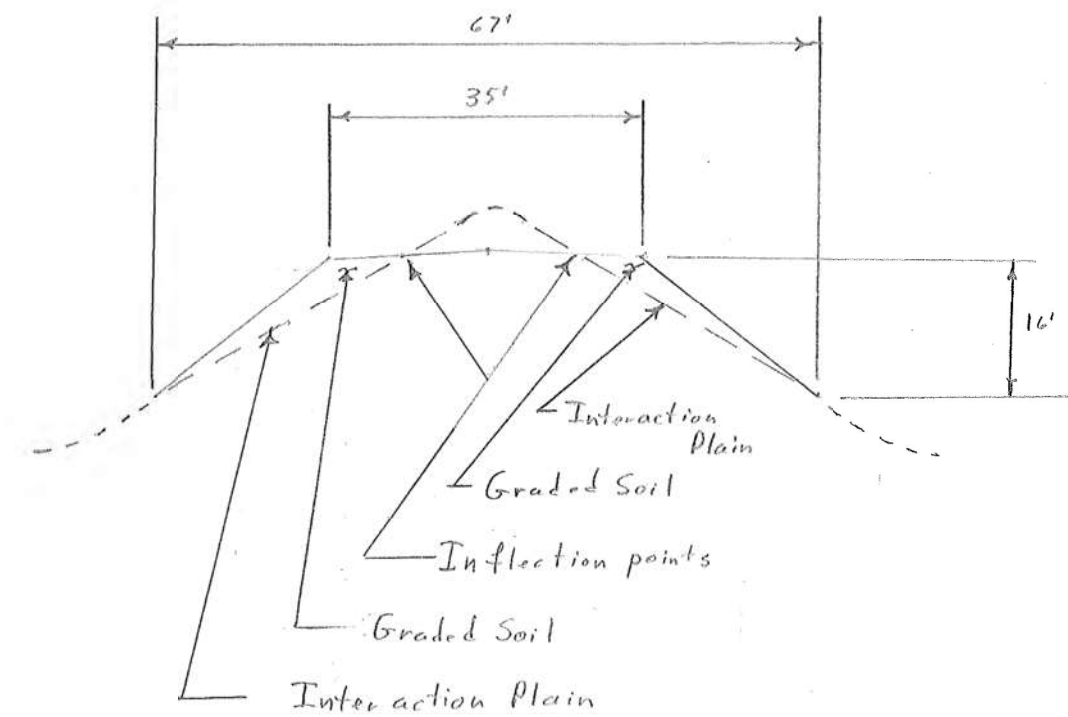 67'
35'
16'
Interaction
Plain
Graded Soil
Inflection points
Graded Soil
Interaction Plain